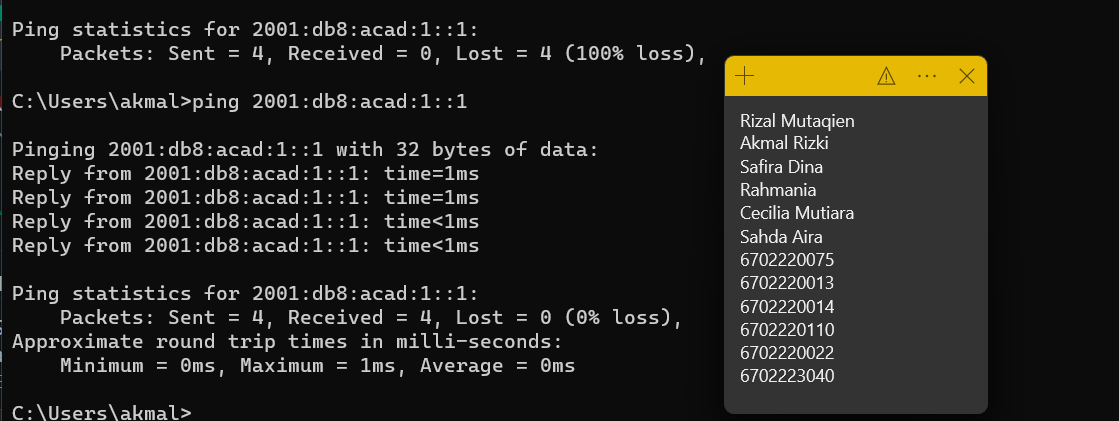 Ping statistics for 2001:db8:acad:1::1:
    Packets: Sent = 4, Received = 0, Lost = 4 (100% loss),
C:\Users\akmal>ping 2001:db8:acad:1::1
Pinging 2001:db8:acad:1::1 with 32 bytes of data:
Reply from 2001:db8:acad:1::1: time=1ms
Reply from 2001:db8:acad:1::1: time=1ms
Reply from 2001:db8:acad:1::1: time<1ms
Reply from 2001:db8:acad:1::1: time<1ms
Ping statistics for 2001:db8:acad:1::1:
    Packets: Sent = 4, Received = 4, Lost = 0 (0% loss),
Approximate round trip times in milli-seconds:
    Minimum = 0ms, Maximum = 1ms, Average = 0ms
C:\Users\akmal>
Rizal Mutaqien
Akmal Rizki
Safira Dina
Rahmania
Cecilia Mutiara
Sahda Aira
6702220075
6702220013
6702220014
6702220110
6702220022
6702223040